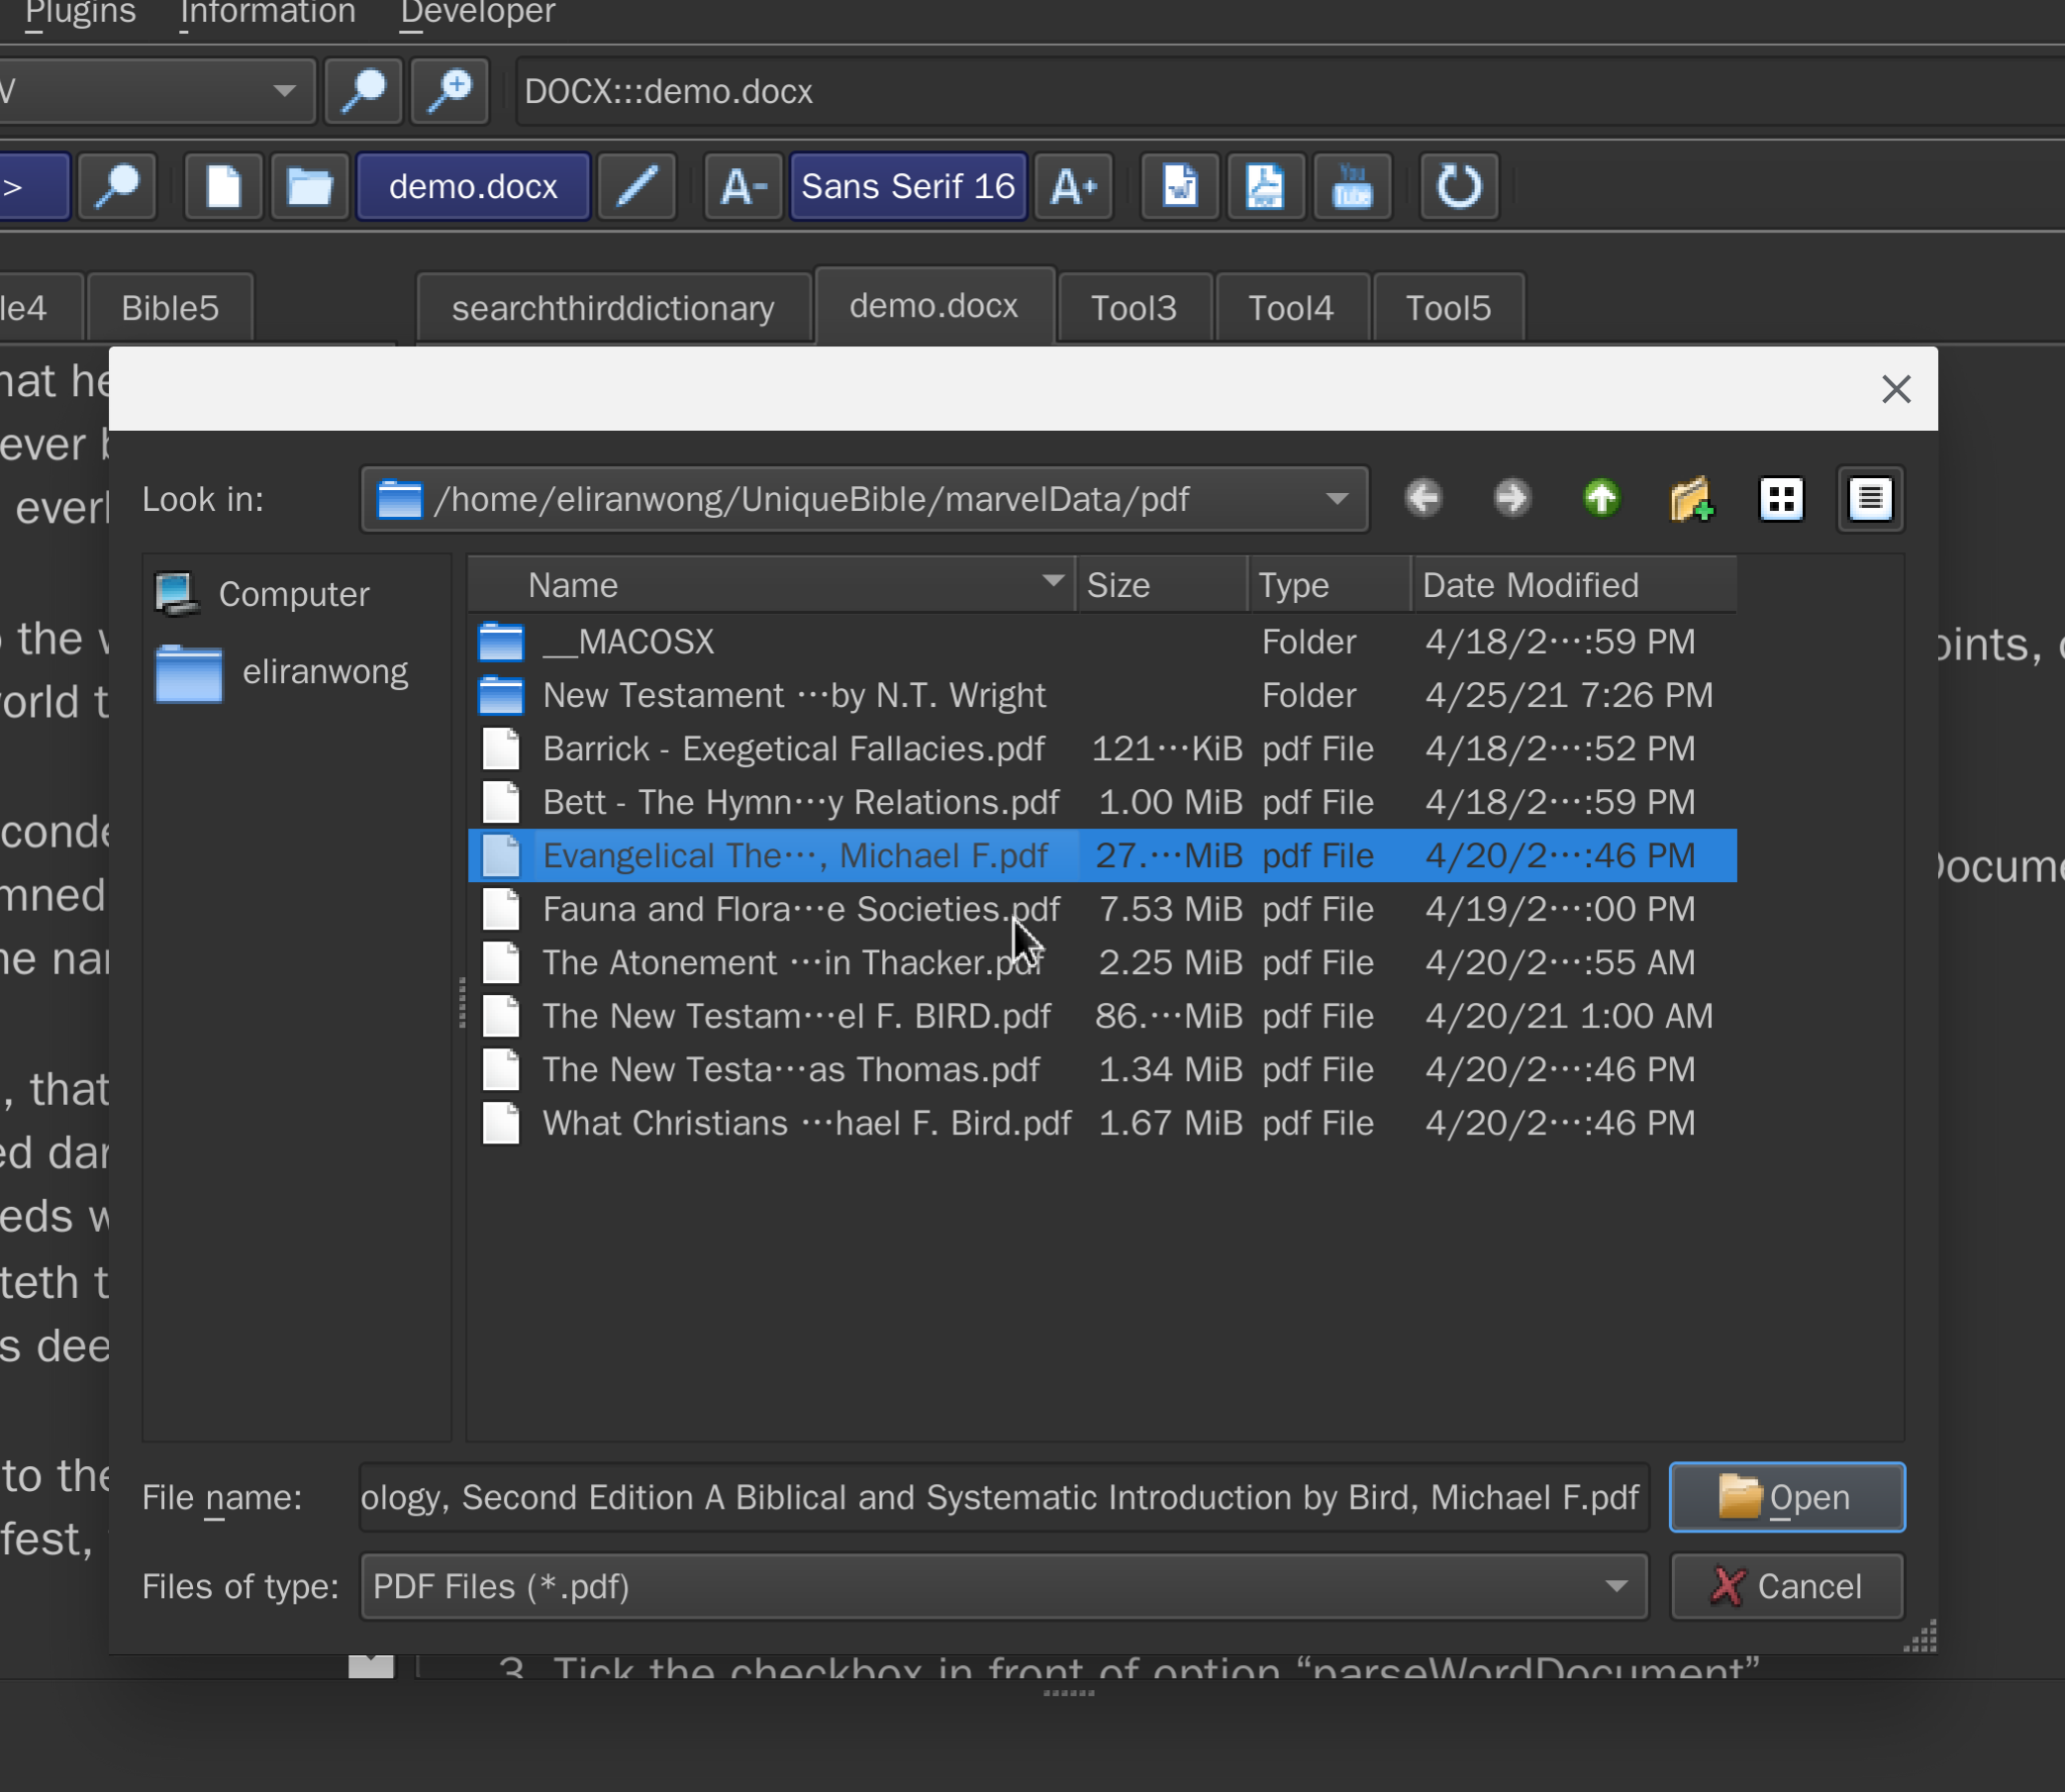 Plugins Information Developer
DOCX:::demo.docx
> demo.docx A- Sans Serif 16 A+ You Tube
le4 Bible5 searchthirddictionary demo.docx Tool3 Tool4 Tool5
Look in: /home/eliranwong/UniqueBible/marvelData/pdf
Computer
eliranwong
Name Size Type Date Modified
__MACOSX Folder 4/18/2···:59 PM
New Testament ···by N.T. Wright Folder 4/25/21 7:26 PM
Barrick - Exegetical Fallacies.pdf 121···KiB pdf File 4/18/2···:52 PM
Bett - The Hymn···y Relations.pdf 1.00 MiB pdf File 4/18/2···:59 PM
Evangelical The···, Michael F.pdf 27.···MiB pdf File 4/20/2···:46 PM
Fauna and Flora···e Societies.pdf 7.53 MiB pdf File 4/19/2···:00 PM
The Atonement ···in Thacker.pdf 2.25 MiB pdf File 4/20/2···:55 AM
The New Testam···el F. BIRD.pdf 86.···MiB pdf File 4/20/21 1:00 AM
The New Testa···as Thomas.pdf 1.34 MiB pdf File 4/20/2···:46 PM
What Christians ···hael F. Bird.pdf 1.67 MiB pdf File 4/20/2···:46 PM
File name: ology, Second Edition A Biblical and Systematic Introduction by Bird, Michael F.pdf Open
Files of type: PDF Files (*.pdf) Cancel
hat he
ever
the
mned
, that
eds
teth
s dee
to the
fest,
oints,
3. Tick the checkbox in front of option “parseWordDocument”